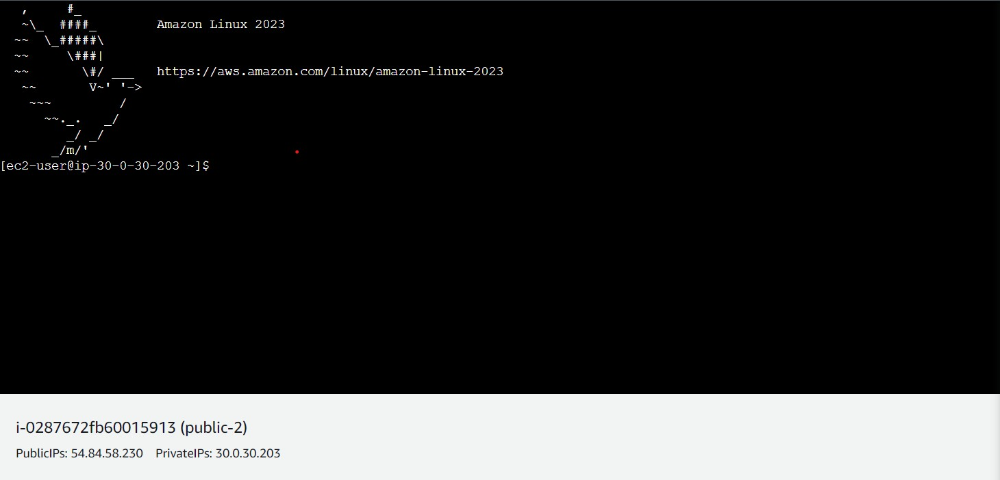 ,     #_
   ~\_  ####_        Amazon Linux 2023
  ~~  \_#####\
  ~~     \###|
  ~~       \#/ ___   https://aws.amazon.com/linux/amazon-linux-2023
   ~~       V~' '->
    ~~~         /
      ~~._.   _/
         _/ _/
       _/m/'
[ec2-user@ip-30-0-30-203 ~]$
i-0287672fb60015913 (public-2)
PublicIPs: 54.84.58.230 PrivateIPs: 30.0.30.203